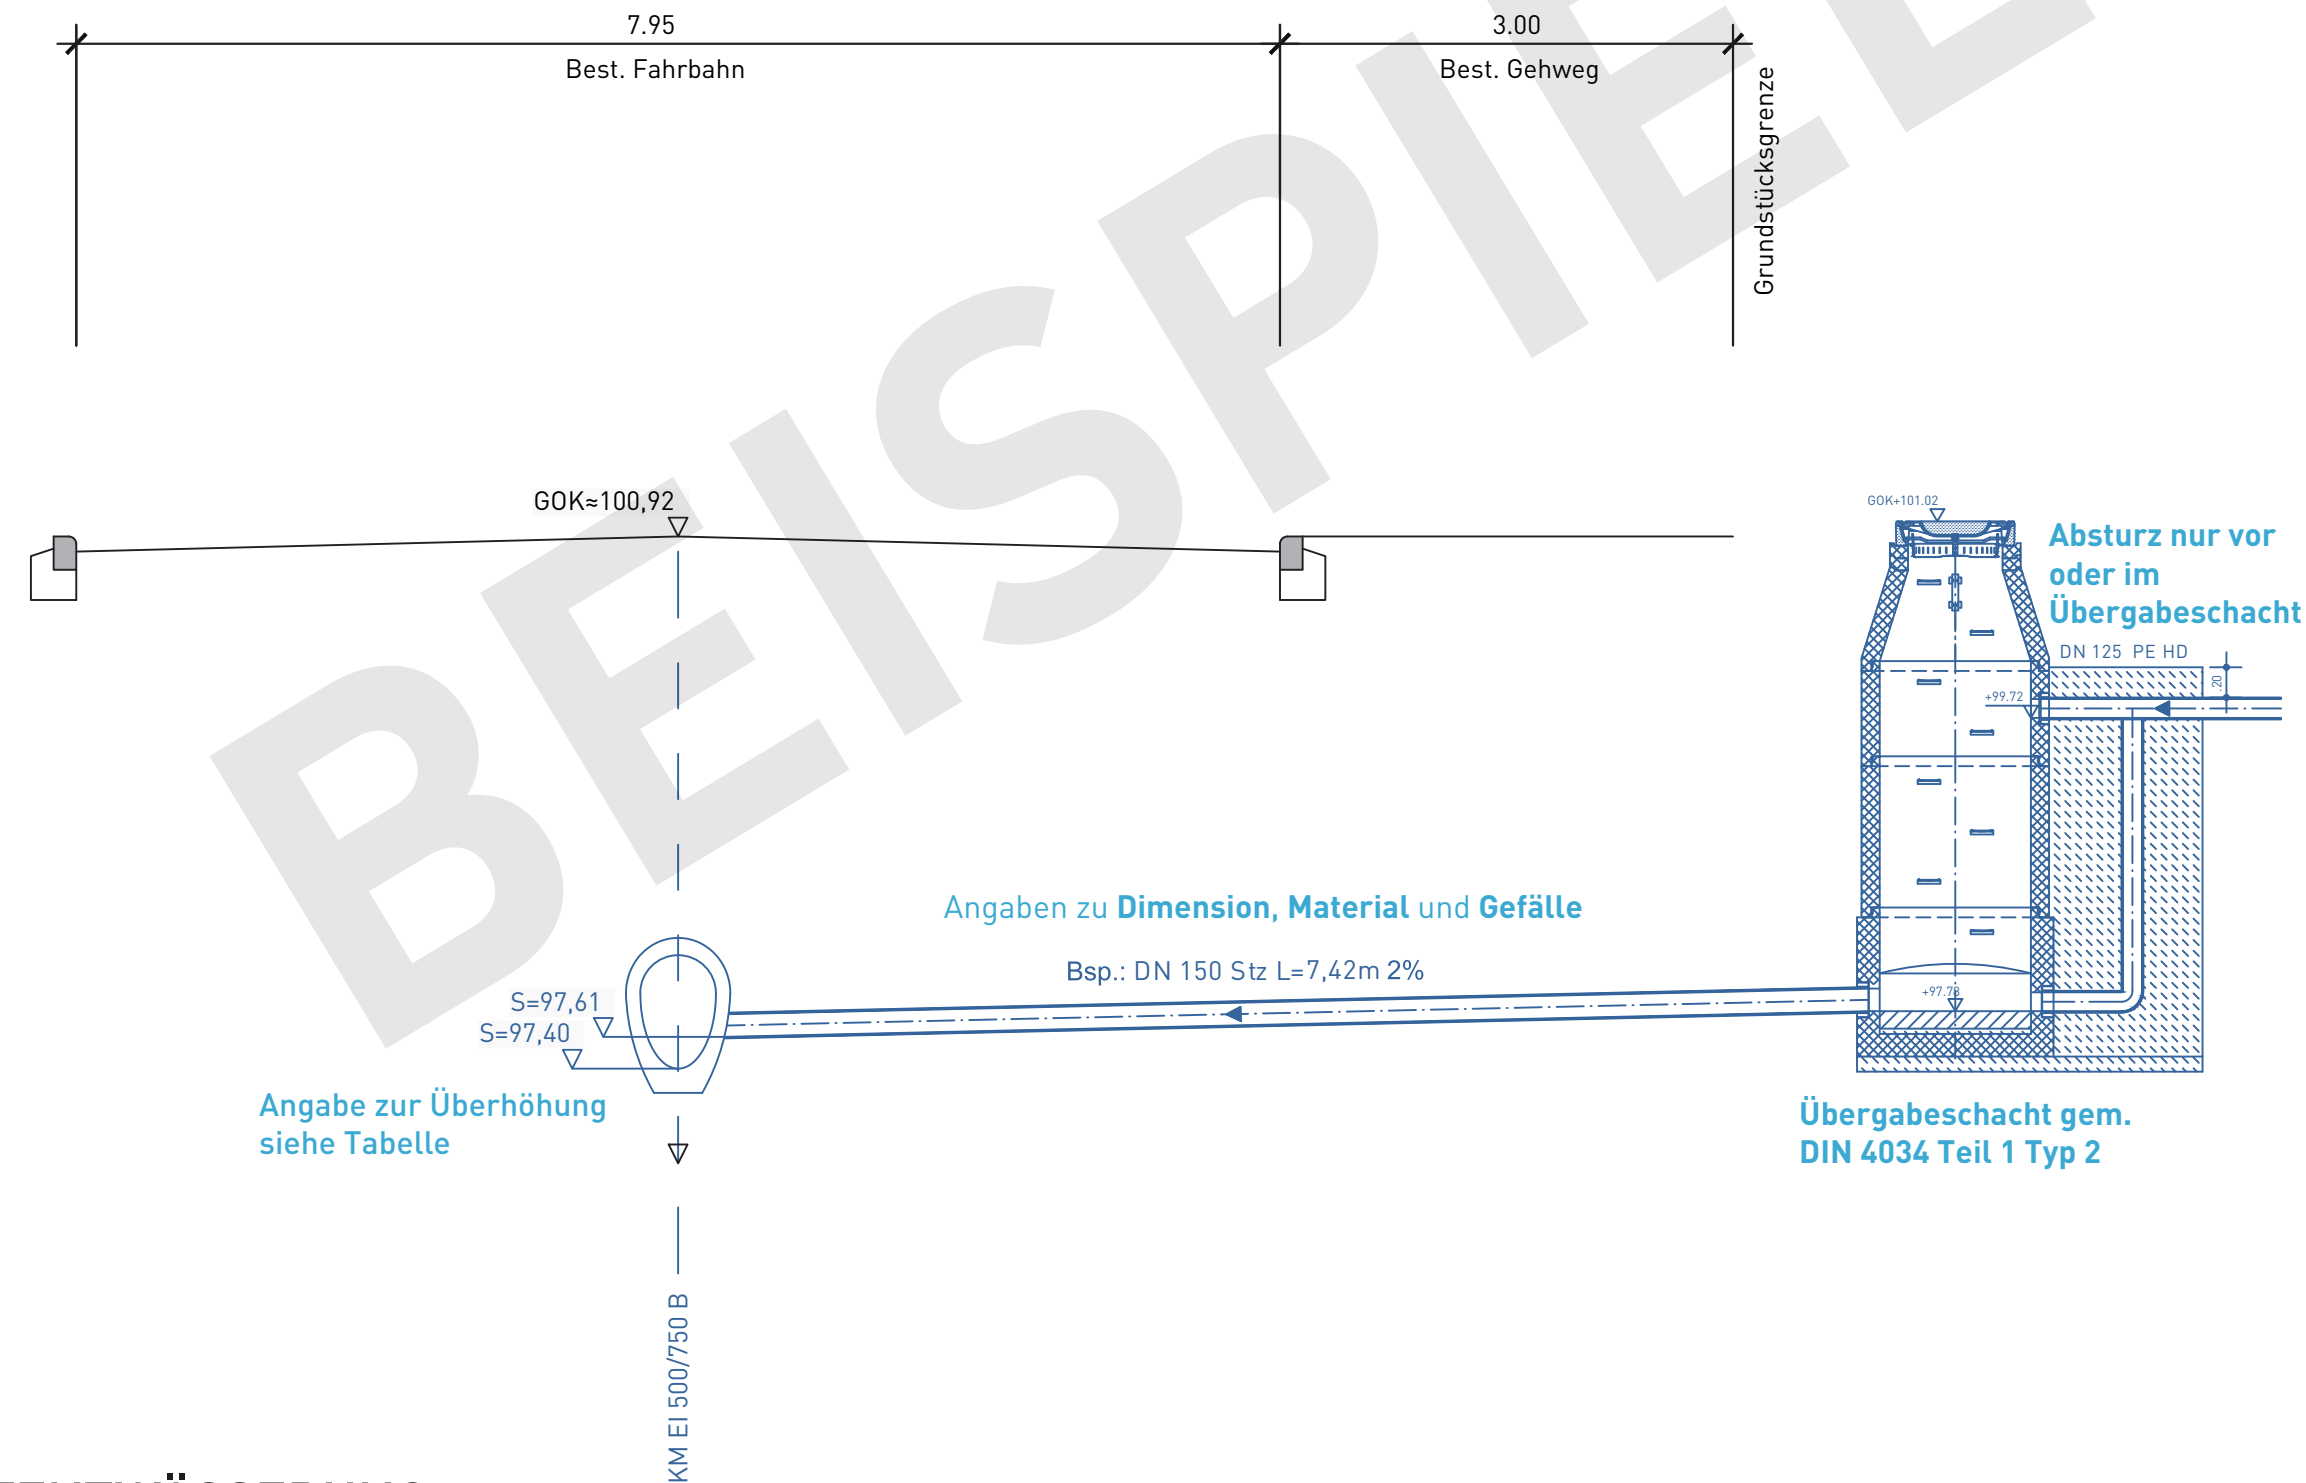 7.95
3.00
Best. Fahrbahn
Best. Gehweg
Grundstücksgrenze
BEISPIEL
GOK≈100,92
GOK+101.02
Absturz nur vor
oder im
Übergabeschacht
DN 125 PE HD
.20
+99.72
Angaben zu Dimension, Material und Gefälle
Bsp.: DN 150 Stz L=7,42m 2%
S=97,61
S=97,40
+97.78
Angabe zur Überhöhung
siehe Tabelle
Übergabeschacht gem.
DIN 4034 Teil 1 Typ 2
KM EI 500/750 B